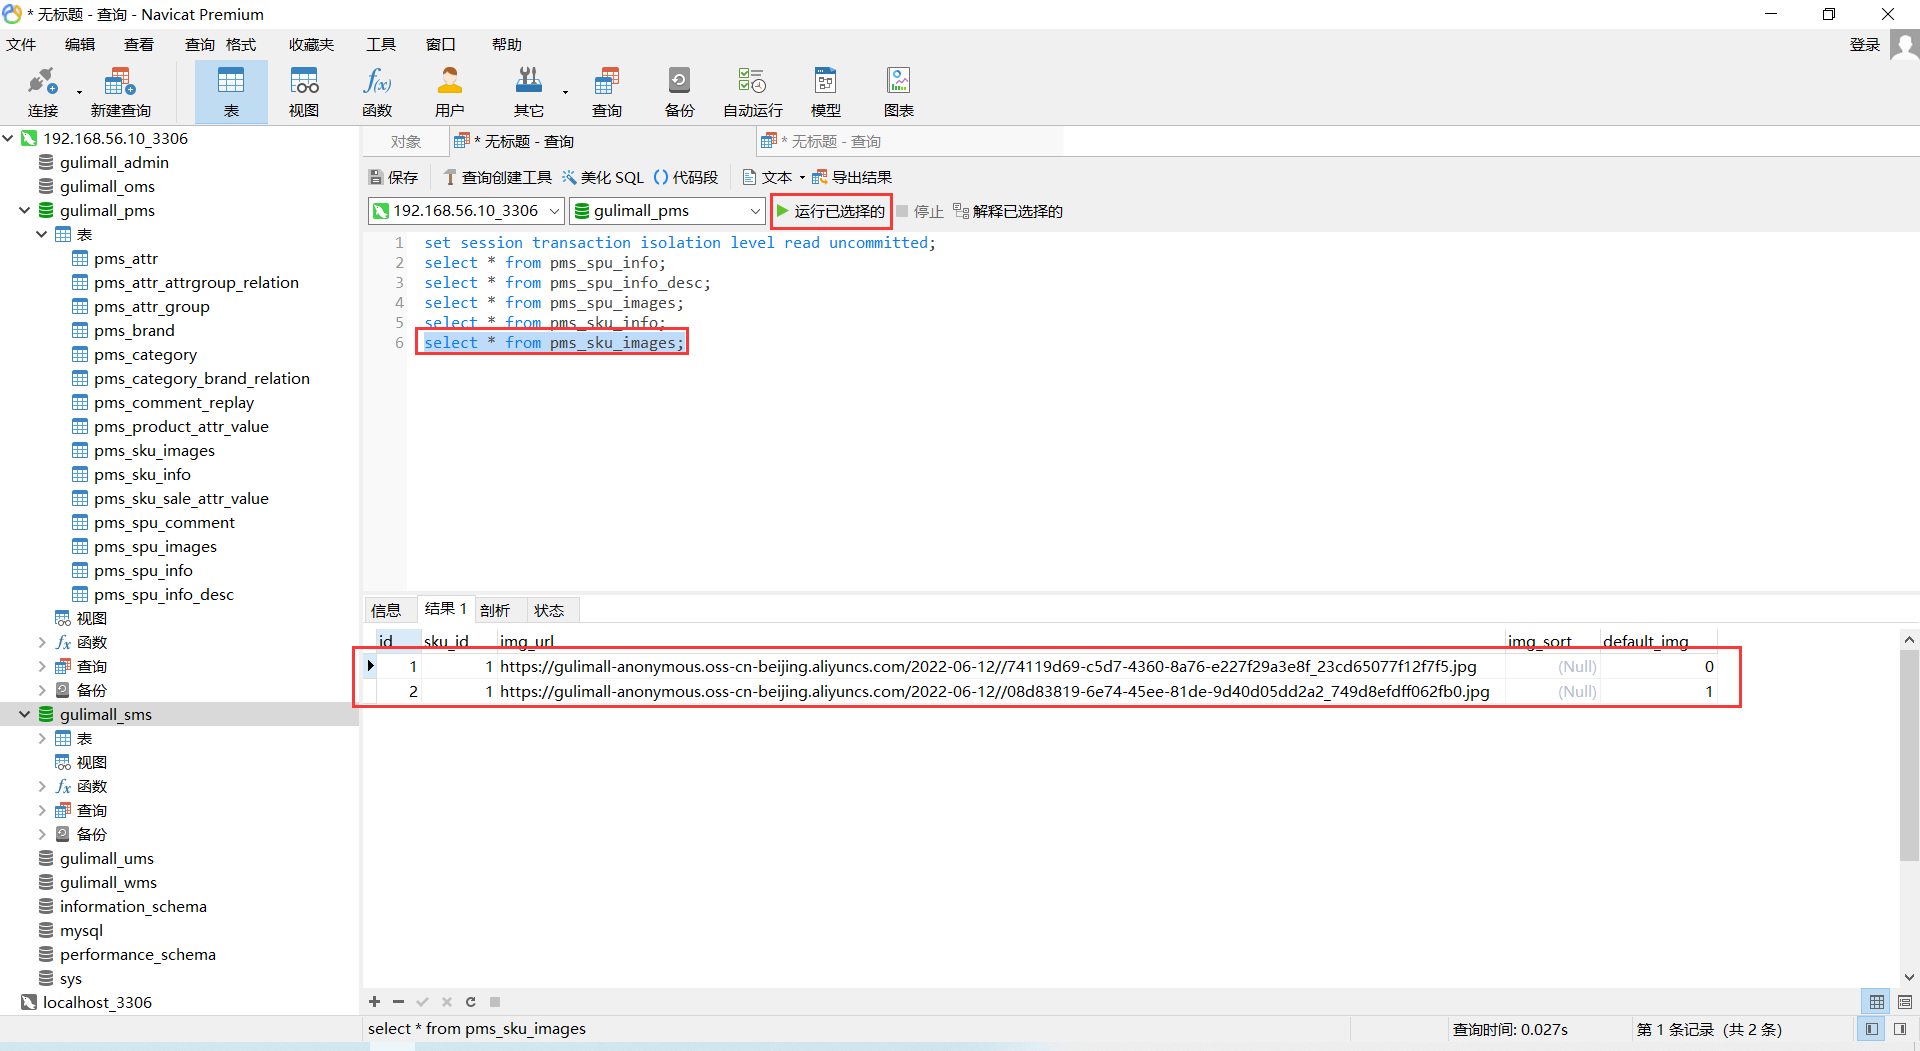 * 无标题 - 查询 - Navicat Premium
文件 编辑 查看 查询 格式 收藏夹 工具 窗口 帮助 登录
连接 新建查询 表 视图 函数 用户 其它 查询 备份 自动运行 模型 图表
192.168.56.10_3306
gulimall_admin
gulimall_oms
gulimall_pms
表
pms_attr
pms_attr_attrgroup_relation
pms_attr_group
pms_brand
pms_category
pms_category_brand_relation
pms_comment_replay
pms_product_attr_value
pms_sku_images
pms_sku_info
pms_sku_sale_attr_value
pms_spu_comment
pms_spu_images
pms_spu_info
pms_spu_info_desc
视图
函数
查询
备份
gulimall_sms
表
视图
函数
查询
备份
gulimall_ums
gulimall_wms
information_schema
mysql
performance_schema
sys
localhost_3306
对象 * 无标题 - 查询 * 无标题 - 查询
保存 查询创建工具 美化 SQL () 代码段 文本 导出结果
192.168.56.10_3306 gulimall_pms 运行已选择的 停止 解释已选择的
1 set session transaction isolation level read uncommitted;
2 select * from pms_spu_info;
3 select * from pms_spu_info_desc;
4 select * from pms_spu_images;
5 select * from pms_sku_info;
6 select * from pms_sku_images;
信息 结果 1 剖析 状态
id sku_id img_url img_sort default_img
1 1 https://gulimall-anonymous.oss-cn-beijing.aliyuncs.com/2022-06-12//74119d69-c5d7-4360-8a76-e227f29a3e8f_23cd65077f12f7f5.jpg (Null) 0
2 1 https://gulimall-anonymous.oss-cn-beijing.aliyuncs.com/2022-06-12//08d83819-6e74-45ee-81de-9d40d05dd2a2_749d8efdff062fb0.jpg (Null) 1
select * from pms_sku_images 查询时间: 0.027s 第 1 条记录 (共 2 条)